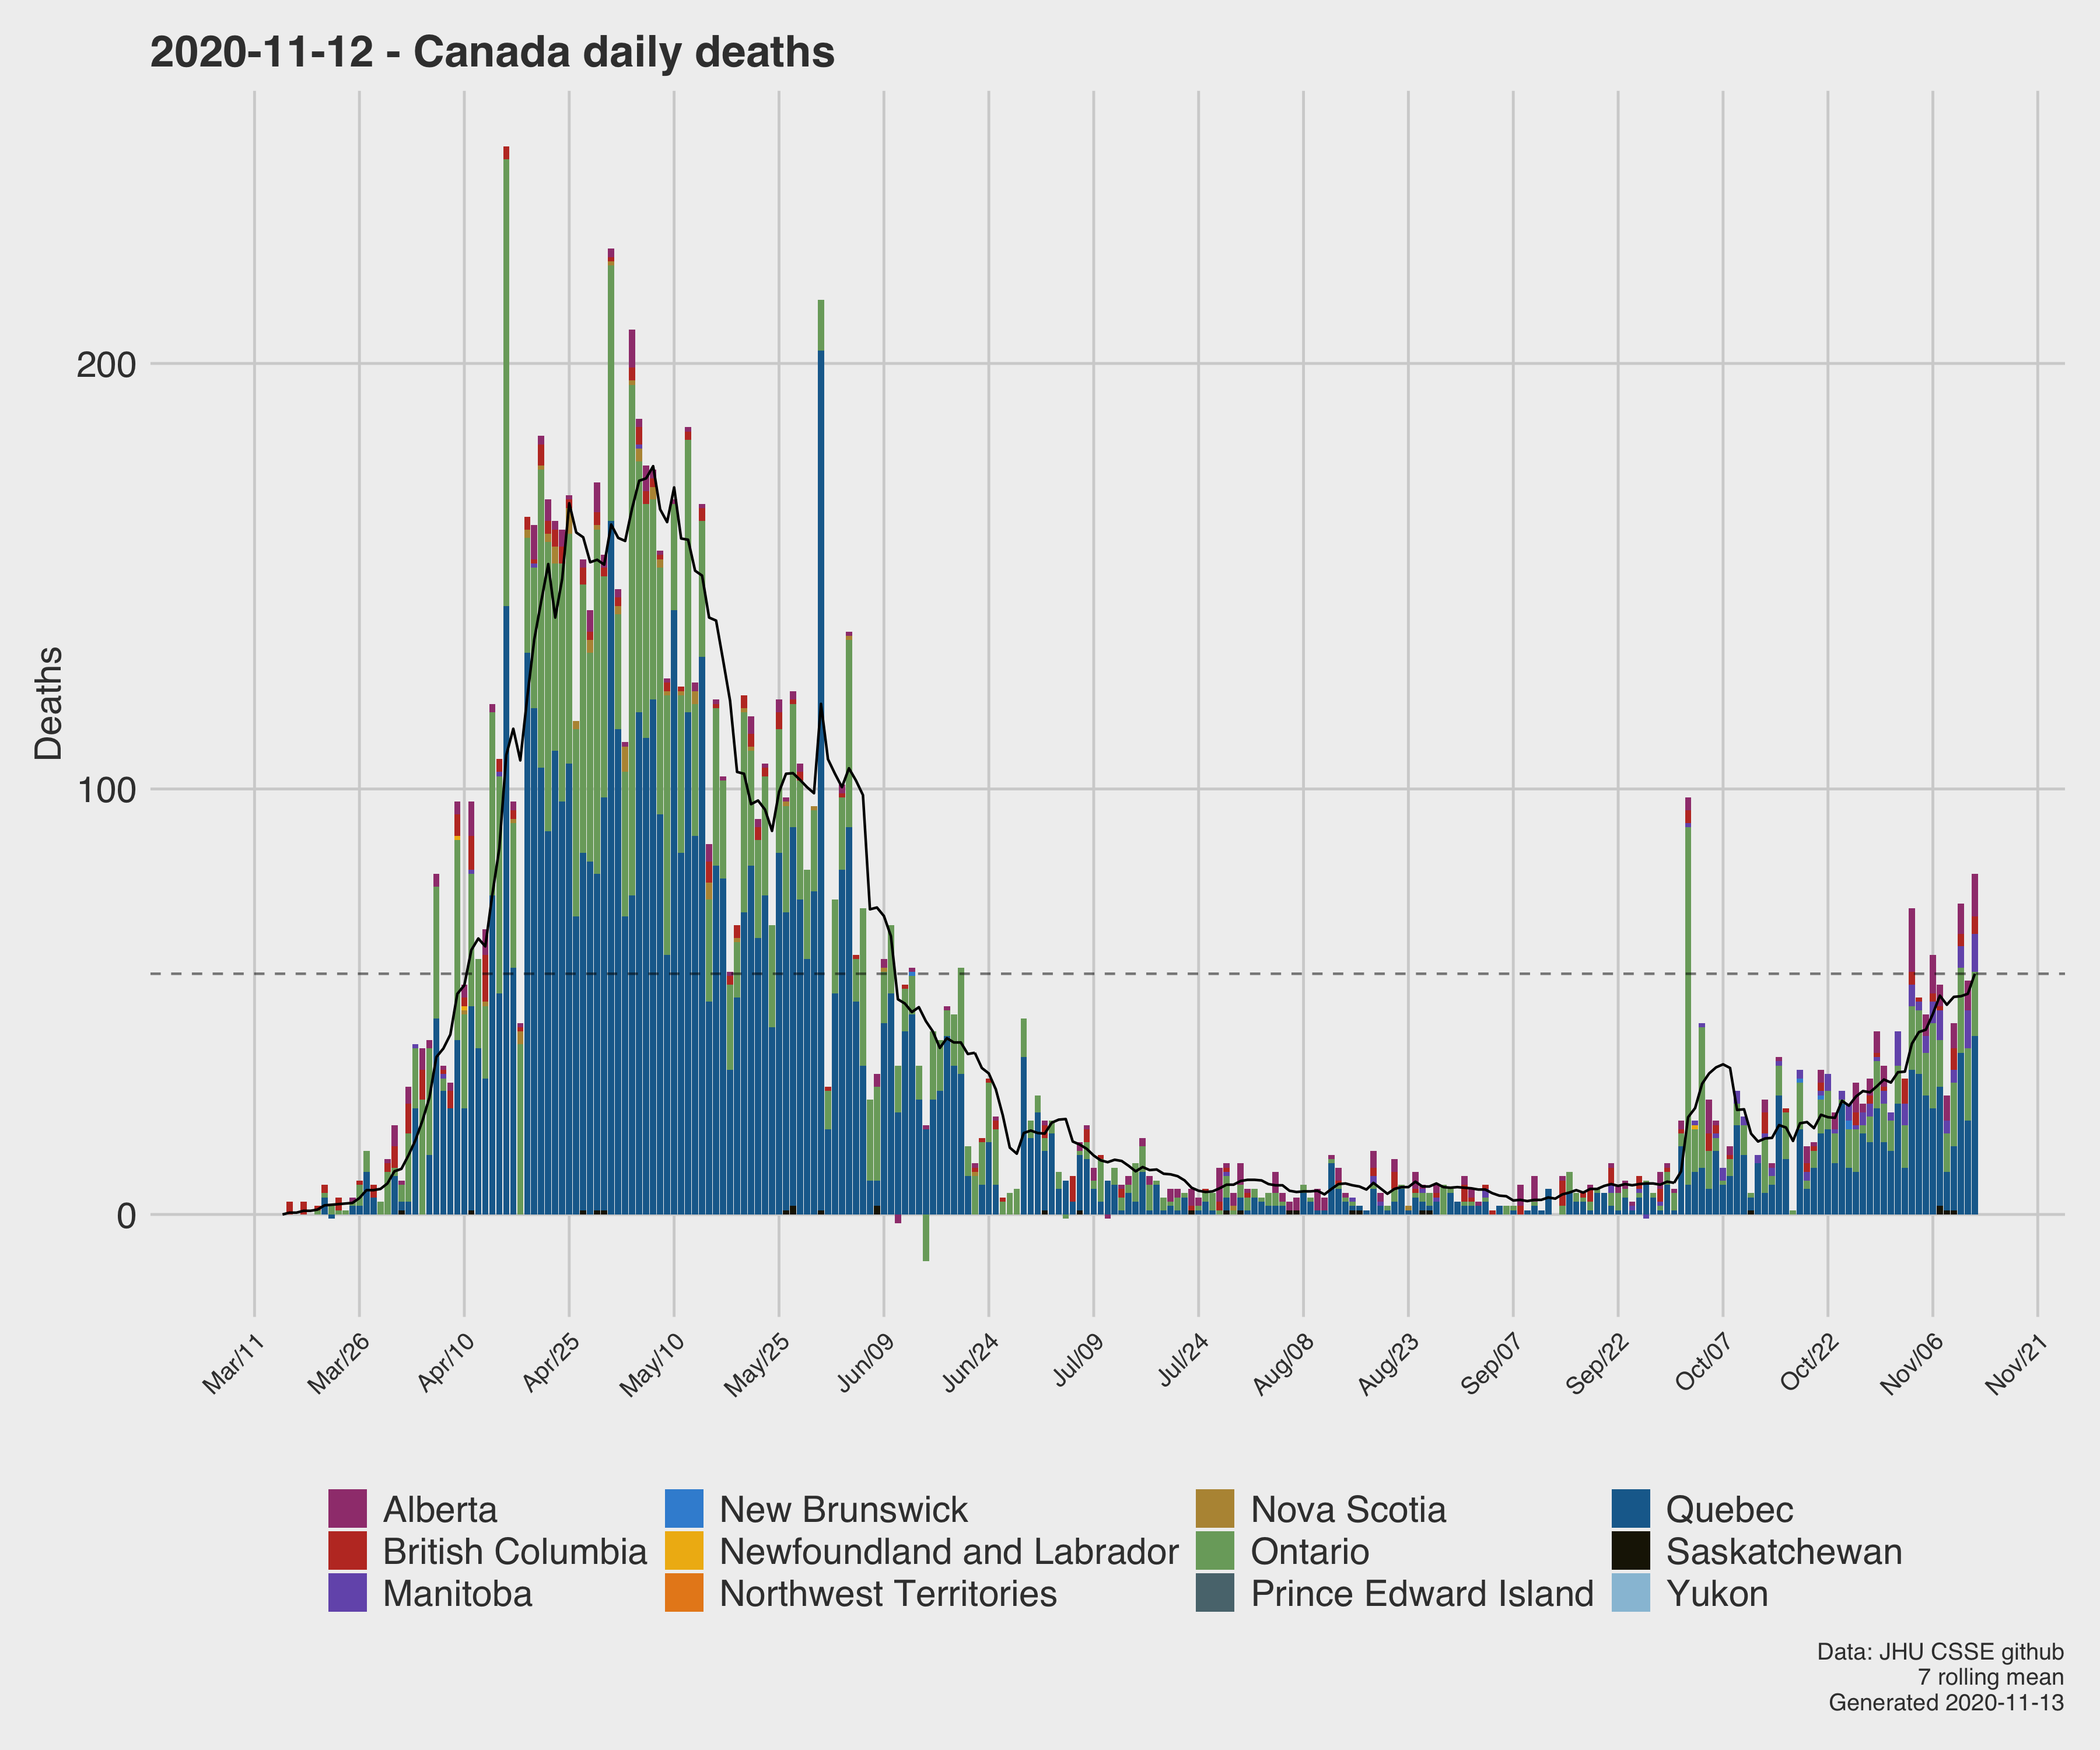 2020-11-12 - Canada daily deaths
Deaths
200
100
0
Mar/11
Mar/26
Apr/10
Apr/25
May/10
May/25
Jun/09
Jun/24
Jul/09
Jul/24
Aug/08
Aug/23
Sep/07
Sep/22
Oct/07
Oct/22
Nov/06
Nov/21
Alberta
New Brunswick
Nova Scotia
Quebec
British Columbia
Newfoundland and Labrador
Ontario
Saskatchewan
Manitoba
Northwest Territories
Prince Edward Island
Yukon
Data: JHU CSSE github
7 rolling mean
Generated 2020-11-13